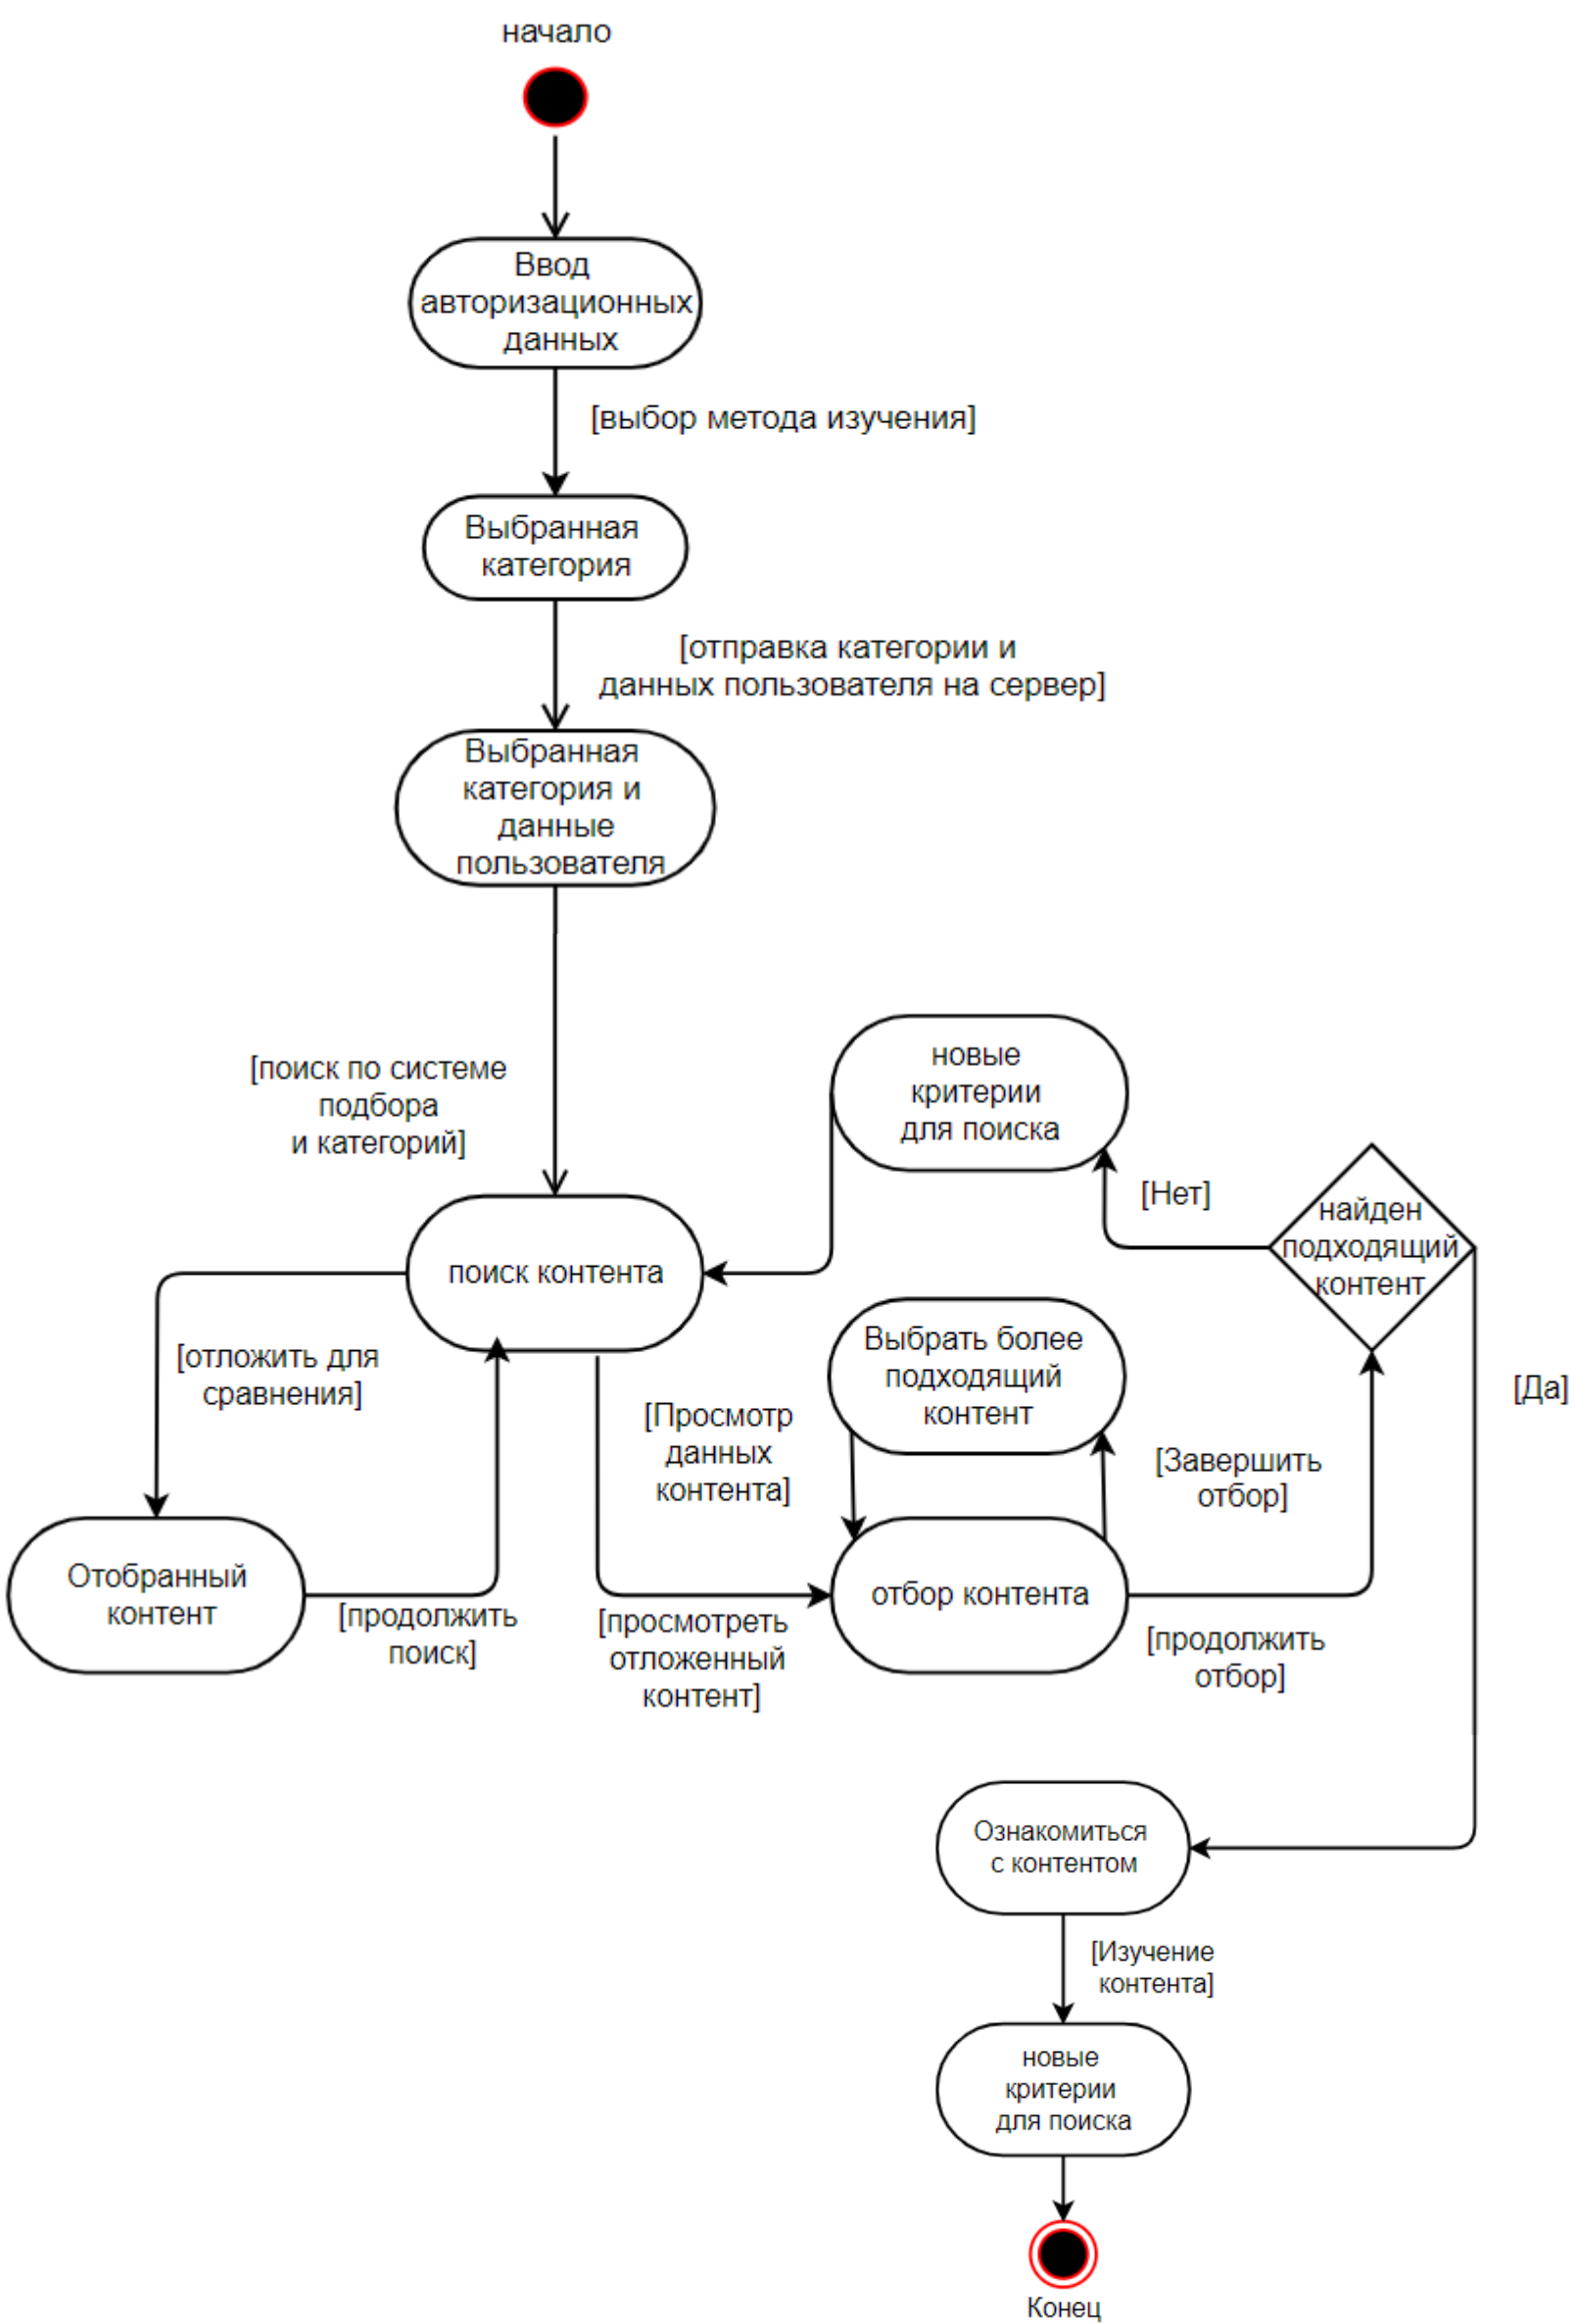 начало
Ввод
авторизационных
данных
[выбор метода изучения]
Выбранная
категория
[отправка категории и
данных пользователя на сервер]
Выбранная
категория и
данные
пользователя
[поиск по системе
подбора
и категорий]
новые
критерии
для поиска
[Нет]
найден
подходящий
контент
поиск контента
[отложить для
сравнения]
Выбрать более
подходящий
контент
[Да]
[Просмотр
данных
контента]
[Завершить
отбор]
Отобранный
контент
отбор контента
[продолжить
поиск]
[просмотреть
отложенный
контент]
[продолжить
отбор]
Ознакомиться
с контентом
[Изучение
контента]
новые
критерии
для поиска
Конец